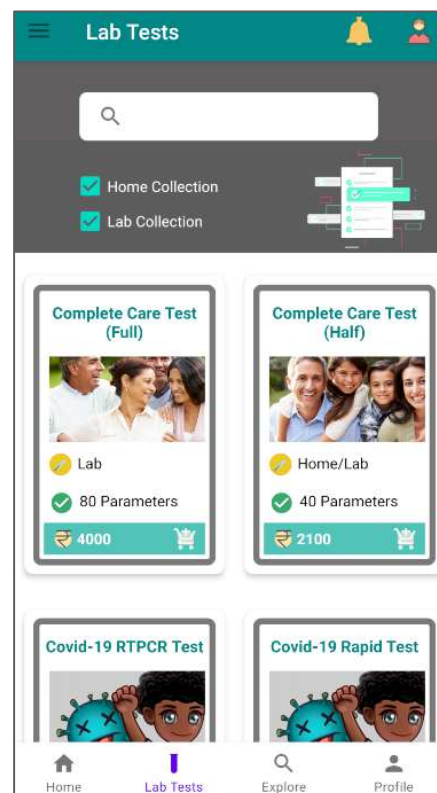 Lab Tests
Home Collection
Lab Collection
Complete Care Test
(Full)
Lab
80 Parameters
₹ 4000
Complete Care Test
(Half)
Home/Lab
40 Parameters
₹ 2100
Covid-19 RTPCR Test
Covid-19 Rapid Test
Home
Lab Tests
Explore
Profile